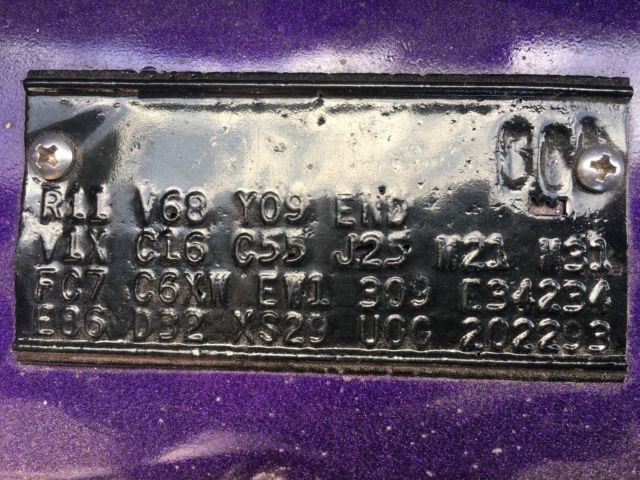 R11 V68 Y09 END
V1X C16 C55 J25 M21 M31
FC7 C6XW EW1 309 E34234
E86 D32 XS29 U0G 202293